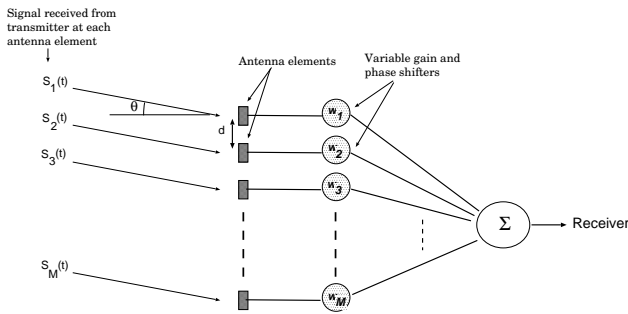 Signal received from
transmitter at each
antenna element
Antenna elements
Variable gain and
phase shifters
S1(t)
θ
w1
S2(t)
d
w2
S3(t)
w3
Σ
Receiver
SM(t)
wM